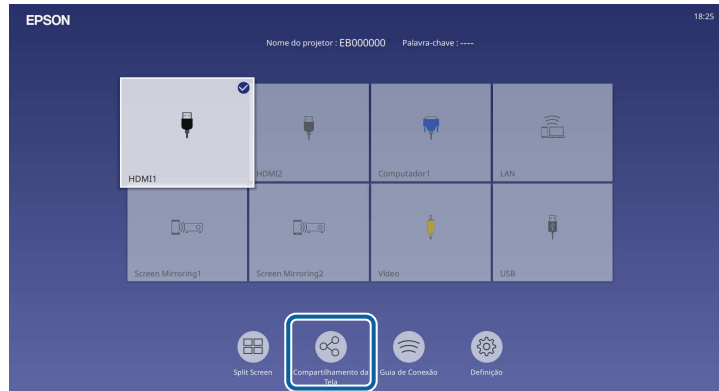 EPSON
18:25
Nome do projetor : EB000000 Palavra-chave : ----
HDMI1
HDMI2
Computador1
LAN
Screen Mirroring1
Screen Mirroring2
Vídeo
USB
Split Screen
Compartilhamento da
Tela
Guia de Conexão
Definição